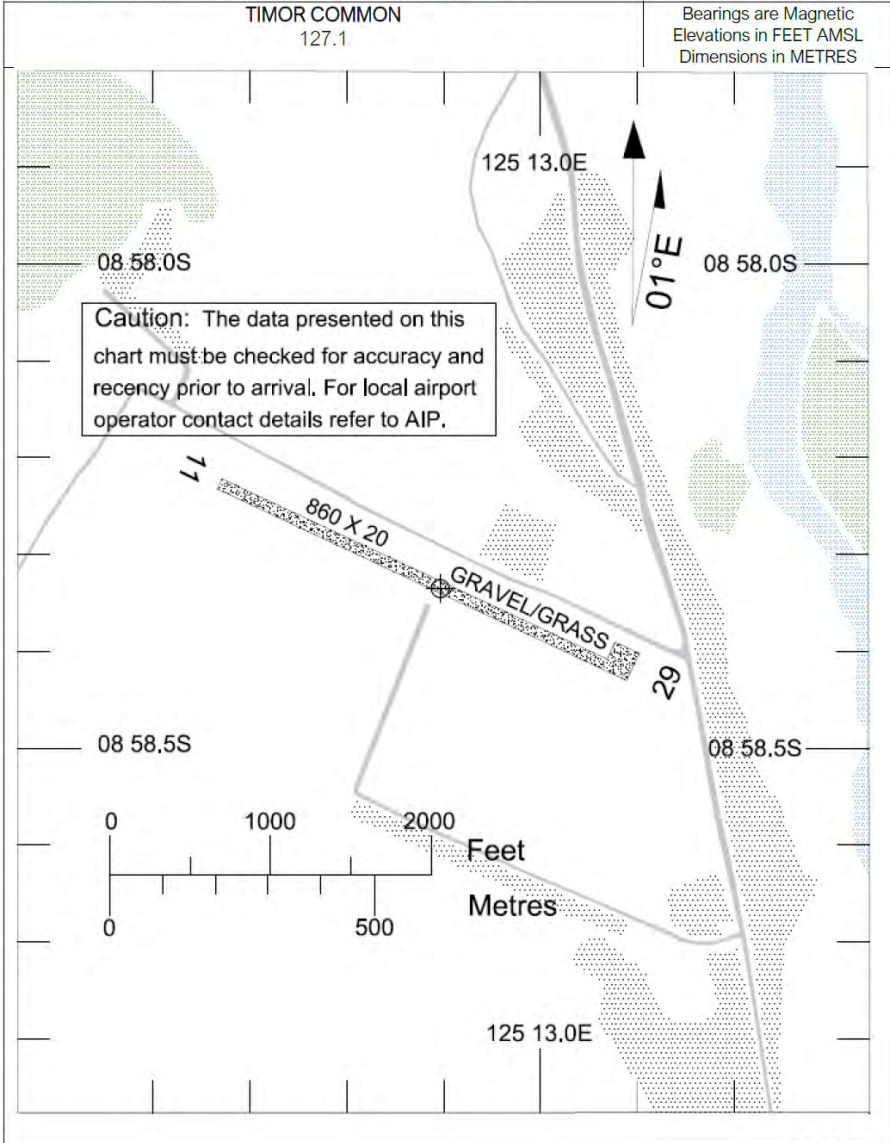 TIMOR COMMON
127.1
Bearings are Magnetic
Elevations in FEET AMSL
Dimensions in METRES
125 13.0E
01°E
08 58.0S
08 58.0S
Caution: The data presented on this
chart must be checked for accuracy and
recency prior to arrival. For local airport
operator contact details refer to AIP.
11
860 X 20
GRAVEL/GRASS
29
08 58.5S
08 58.5S
0 1000 2000
Feet
Metres
0 500
125 13.0E